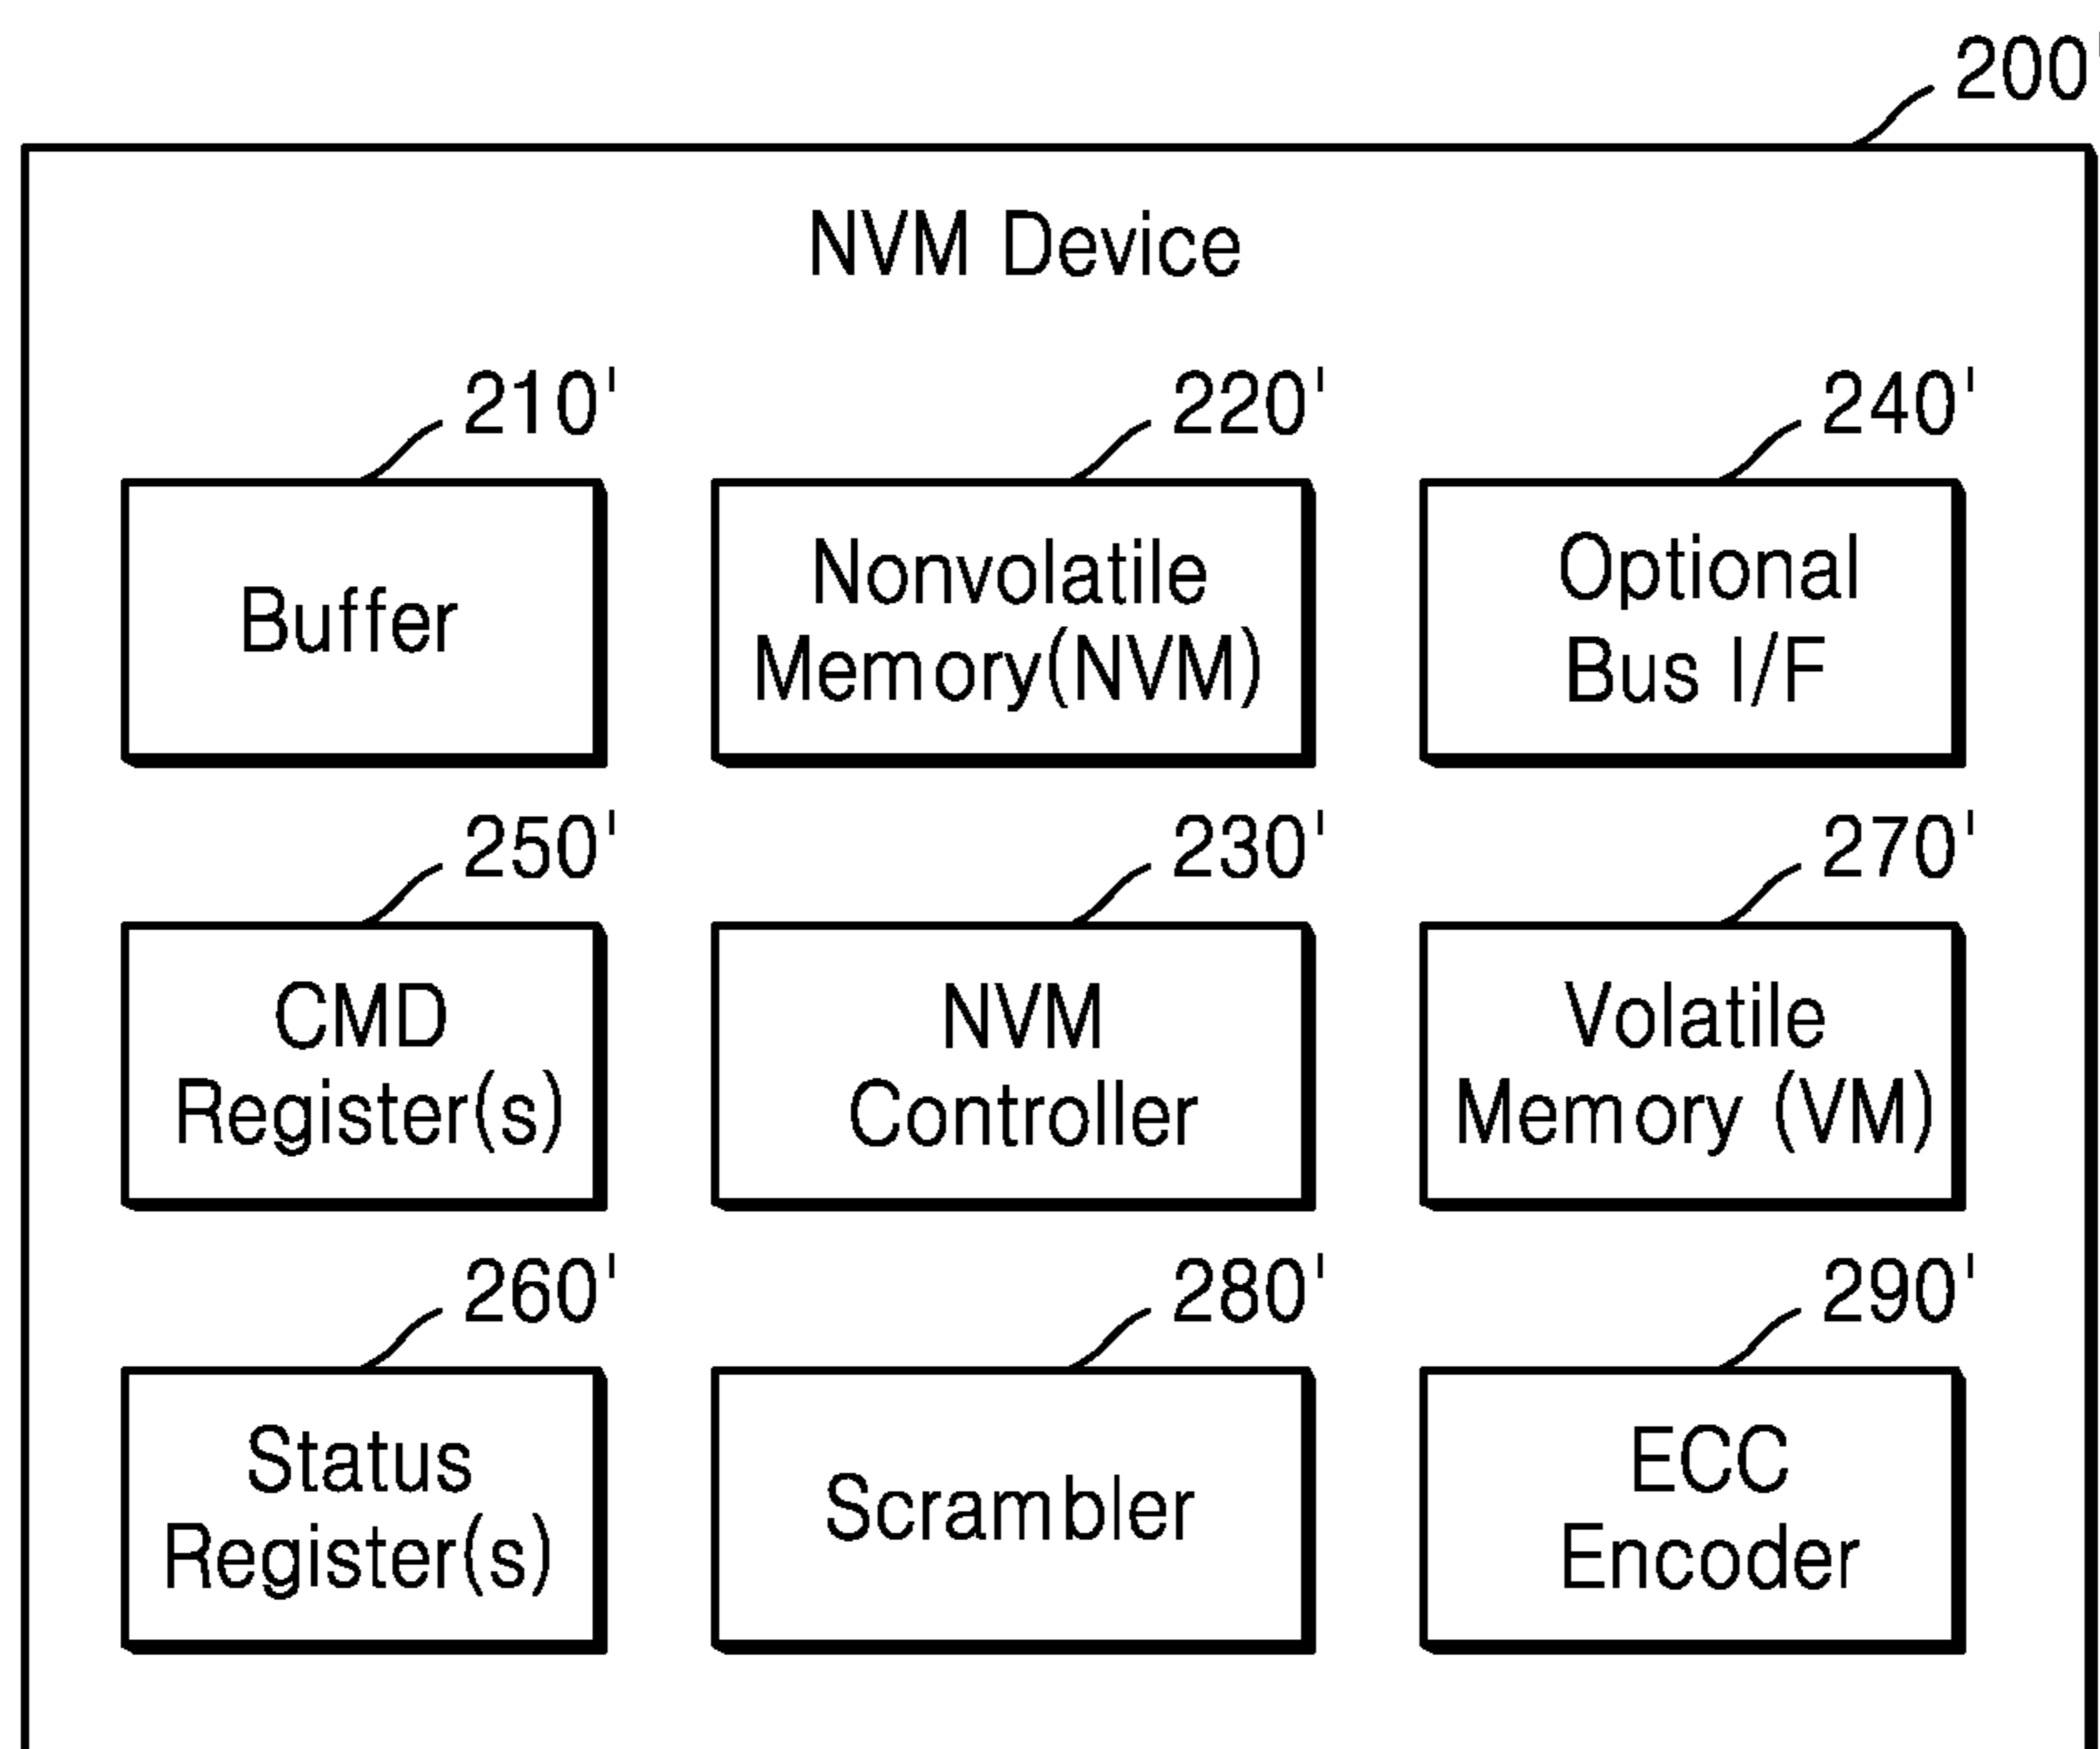 200'
NVM Device
210'
220'
240'
Buffer
Nonvolatile
Memory(NVM)
Optional
Bus I/F
250'
230'
270'
CMD
Register(s)
NVM
Controller
Volatile
Memory (VM)
260'
280'
290'
Status
Register(s)
Scrambler
ECC
Encoder